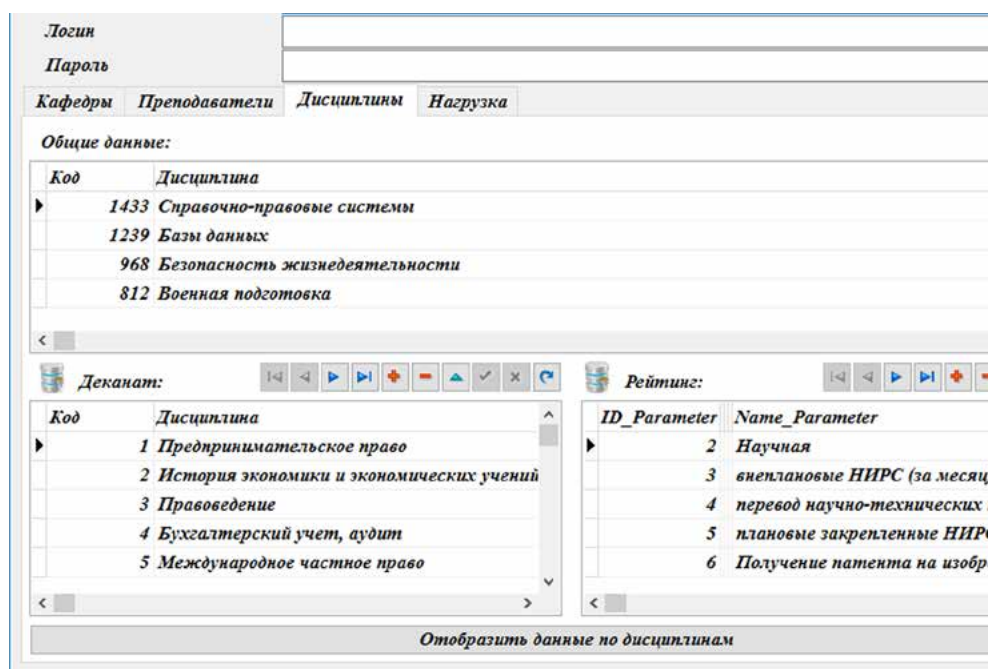 Логин
Пароль
Кафедры Преподаватели Дисциплины Нагрузка
Общие данные:
Код Дисциплина
1433 Справочно-правовые системы
1239 Базы данных
968 Безопасность жизнедеятельности
812 Военная подготовка
Деканат:
Код Дисциплина
1 Предпринимательское право
2 История экономики и экономических учений
3 Правоведение
4 Бухгалтерский учет, аудит
5 Международное частное право
Рейтинг:
ID_Parameter Name_Parameter
2 Научная
3 внеплановые НИРС (за месяц
4 перевод научно-технических
5 плановые закрепленные НИРС
6 Получение патента на изобр
Отобразить данные по дисциплинам